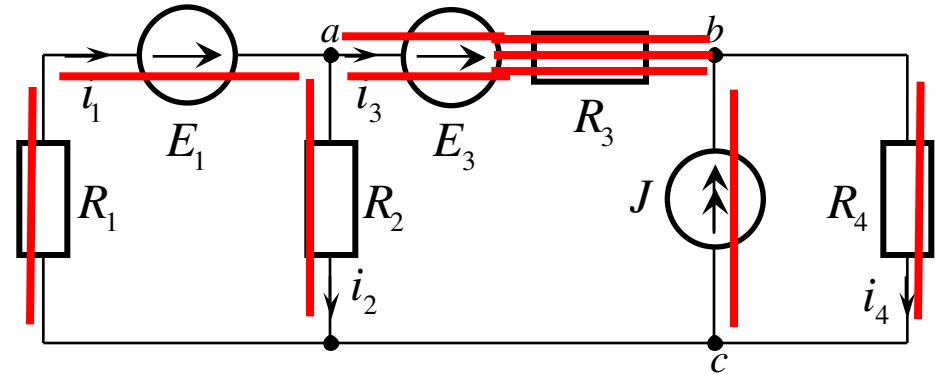 a b
i₁ i₃
E₁ E₃ R₃
R₁ R₂ J R₄
i₂ i₄
c